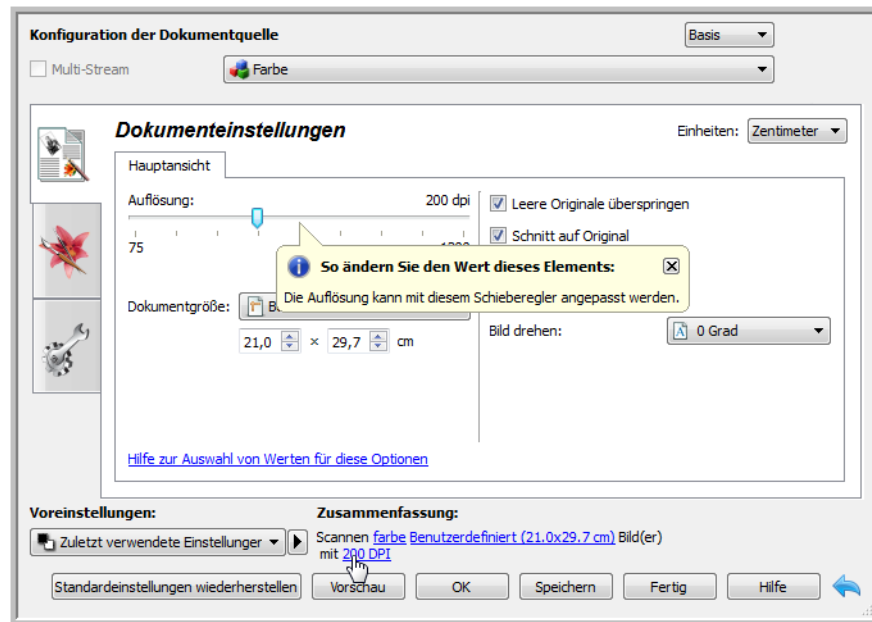 Konfiguration der Dokumentquelle
Basis
Multi-Stream
Farbe
Dokumenteinstellungen
Einheiten: Zentimeter
Hauptansicht
Auflösung: 200 dpi
75
Leere Originale überspringen
Schnitt auf Original
So ändern Sie den Wert dieses Elements:
Die Auflösung kann mit diesem Schieberegler angepasst werden.
Dokumentgröße:
21,0 × 29,7 cm
Bild drehen: 0 Grad
Hilfe zur Auswahl von Werten für diese Optionen
Voreinstellungen:
Zuletzt verwendete Einstellungen
Zusammenfassung:
Scannen farbe Benutzerdefiniert (21.0x29.7 cm) Bild(er)
mit 200 DPI
Standardeinstellungen wiederherstellen Vorschau OK Speichern Fertig Hilfe